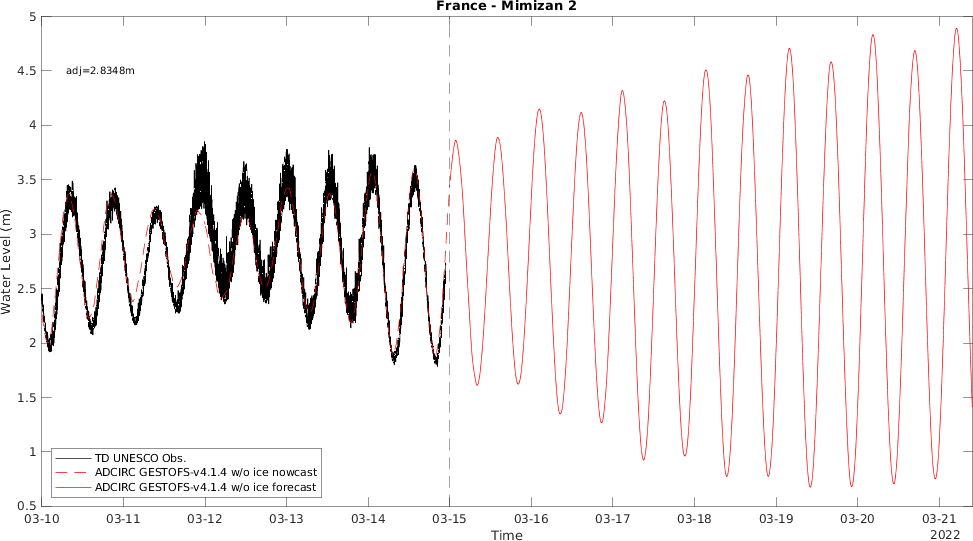 France - Mimizan 2
adj=2.8348m
Water Level (m)
5
4.5
4
3.5
3
2.5
2
1.5
1
0.5
TD UNESCO Obs.
ADCIRC GESTOFS-v4.1.4 w/o ice nowcast
ADCIRC GESTOFS-v4.1.4 w/o ice forecast
03-10 03-11 03-12 03-13 03-14 03-15 03-16 03-17 03-18 03-19 03-20 03-21
Time
2022